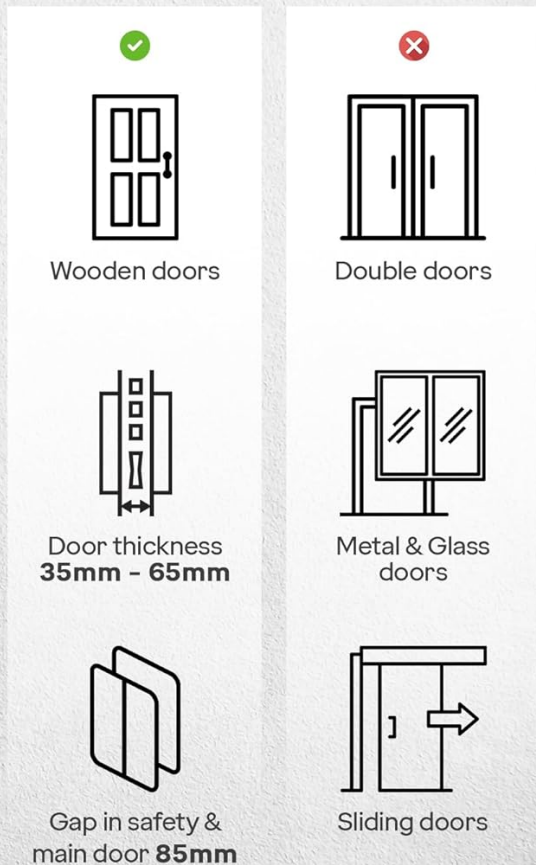 Wooden doors
Door thickness
35mm - 65mm
Gap in safety &
main door 85mm
Double doors
Metal & Glass
doors
Sliding doors